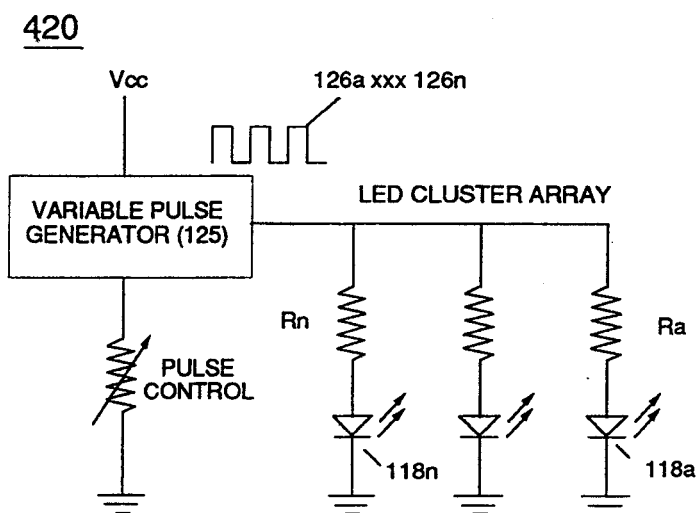 420
Vcc
126a xxx 126n
VARIABLE PULSE
GENERATOR (125)
LED CLUSTER ARRAY
Rn
Ra
PULSE
CONTROL
118n
118a